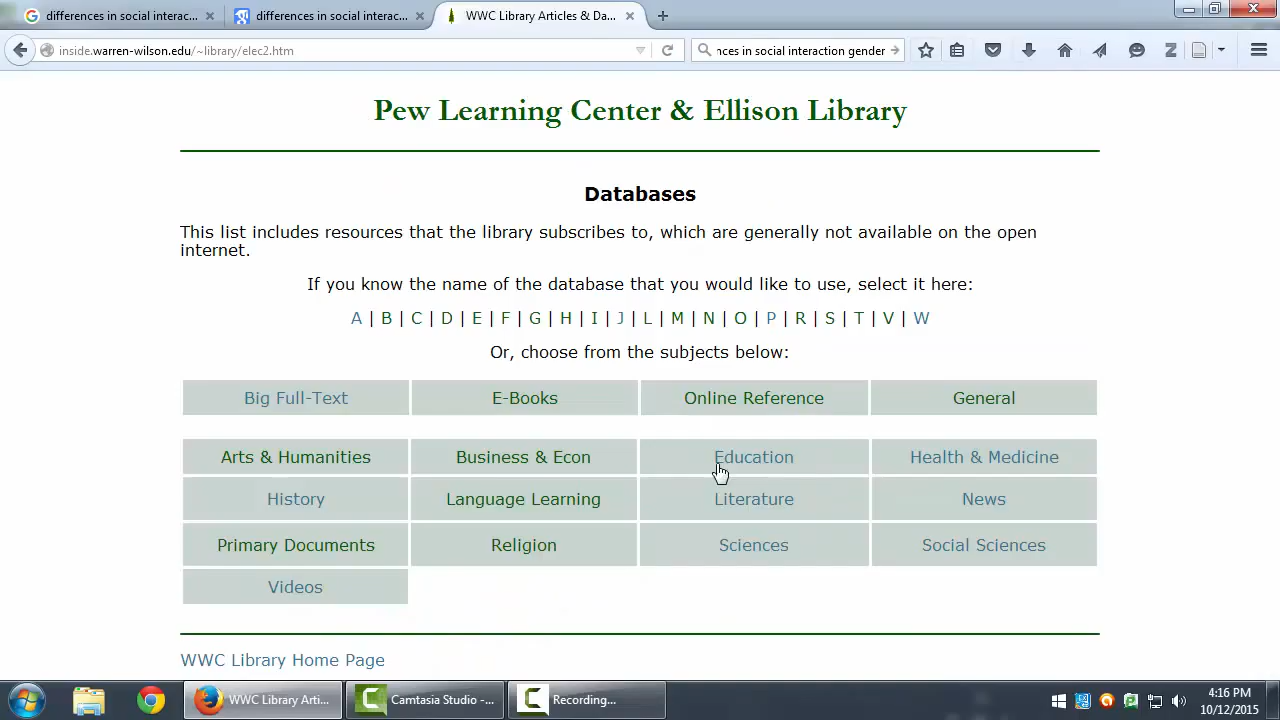 differences in social interac...
differences in social interac...
WWC Library Articles & Da...
inside.warren-wilson.edu/~library/elec2.htm
nces in social interaction gender
Pew Learning Center & Ellison Library
Databases
This list includes resources that the library subscribes to, which are generally not available on the open
internet.
If you know the name of the database that you would like to use, select it here:
A | B | C | D | E | F | G | H | I | J | L | M | N | O | P | R | S | T | V | W
Or, choose from the subjects below:
Big Full-Text E-Books Online Reference General
Arts & Humanities Business & Econ Education Health & Medicine
History Language Learning Literature News
Primary Documents Religion Sciences Social Sciences
Videos
WWC Library Home Page
WWC Library Arti... Camtasia Studio -... Recording...
4:16 PM
10/12/2015